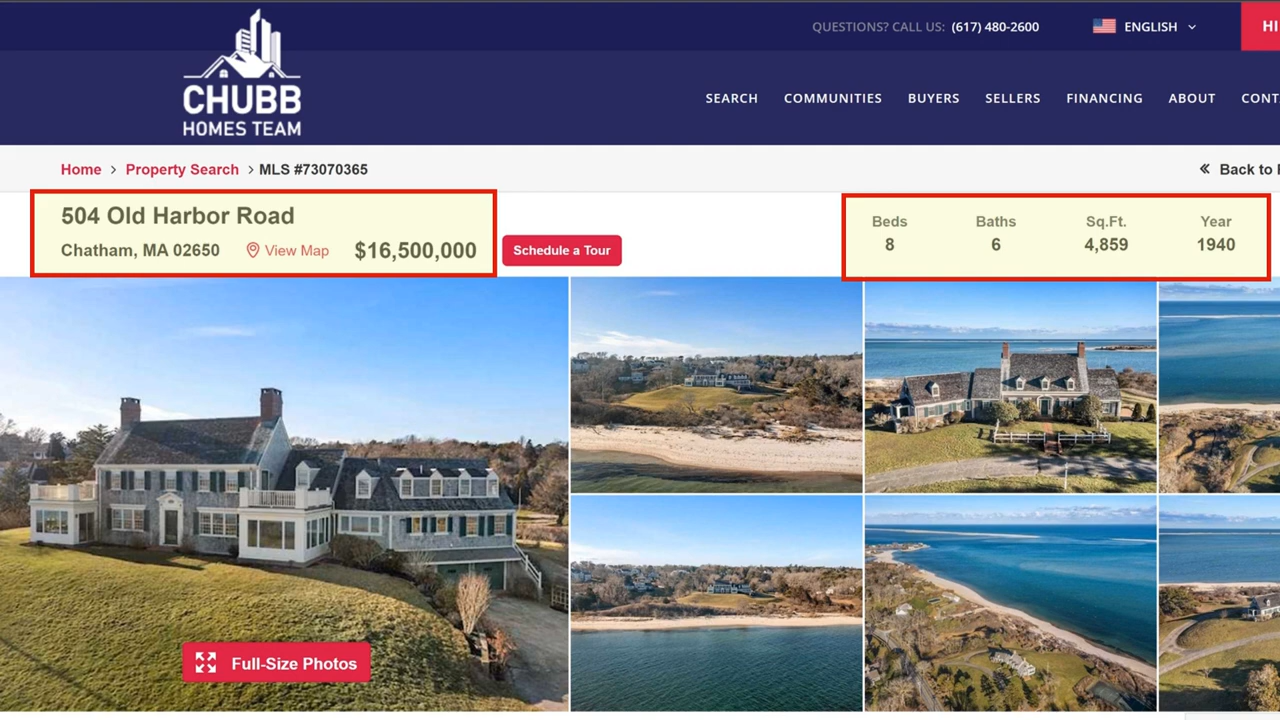 QUESTIONS? CALL US: (617) 480-2600
ENGLISH
HI
CHUBB
HOMES TEAM
SEARCH COMMUNITIES BUYERS SELLERS FINANCING ABOUT CONT
Home > Property Search > MLS #73070365
« Back to
504 Old Harbor Road
Chatham, MA 02650 View Map $16,500,000
Schedule a Tour
Beds Baths Sq.Ft. Year
8 6 4,859 1940
Full-Size Photos